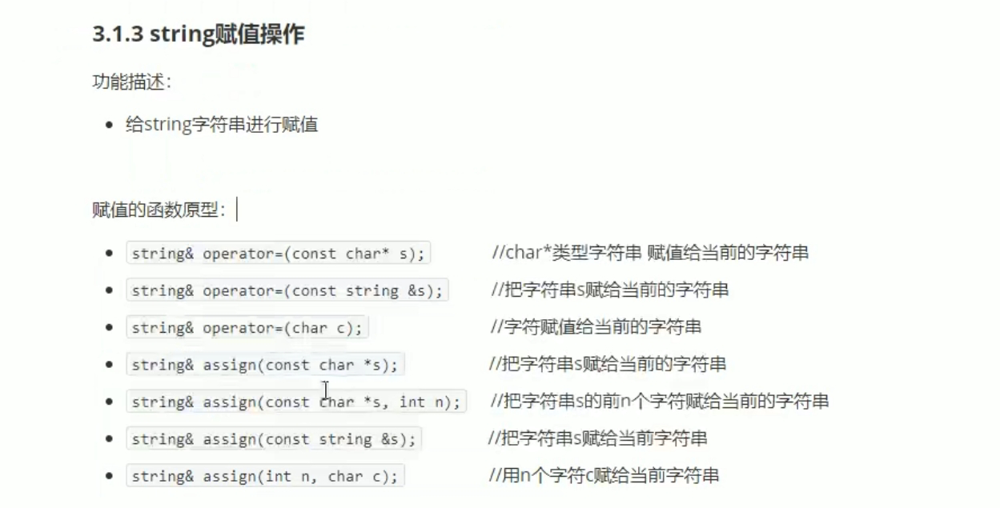 3.1.3 string赋值操作
功能描述：
给string字符串进行赋值
赋值的函数原型：
string& operator=(const char* s); //char*类型字符串 赋值给当前的字符串
string& operator=(const string &s); //把字符串s赋给当前的字符串
string& operator=(char c); //字符赋值给当前的字符串
string& assign(const char *s); //把字符串s赋给当前的字符串
string& assign(const char *s, int n); //把字符串s的前n个字符赋给当前的字符串
string& assign(const string &s); //把字符串s赋给当前字符串
string& assign(int n, char c); //用n个字符c赋给当前字符串